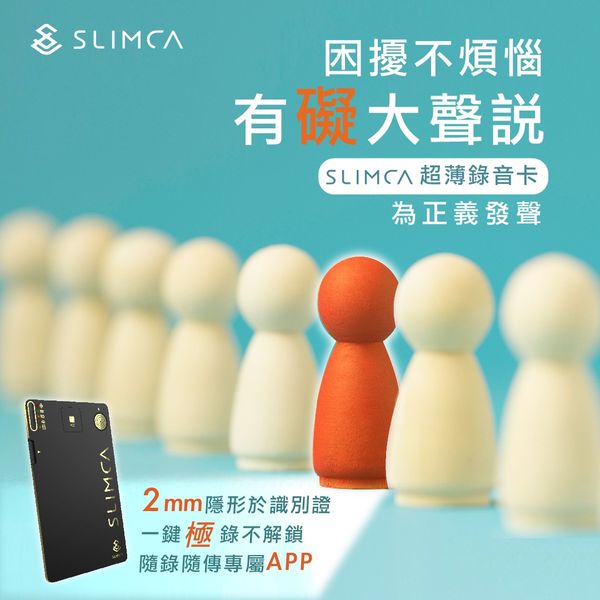 SLIMCA
困擾不煩惱
有礙大聲説
SLIMCA 超薄錄音卡
為正義發聲
SLIMCA
2mm隱形於識別證
一鍵 極 錄不解鎖
隨錄隨傳專屬APP